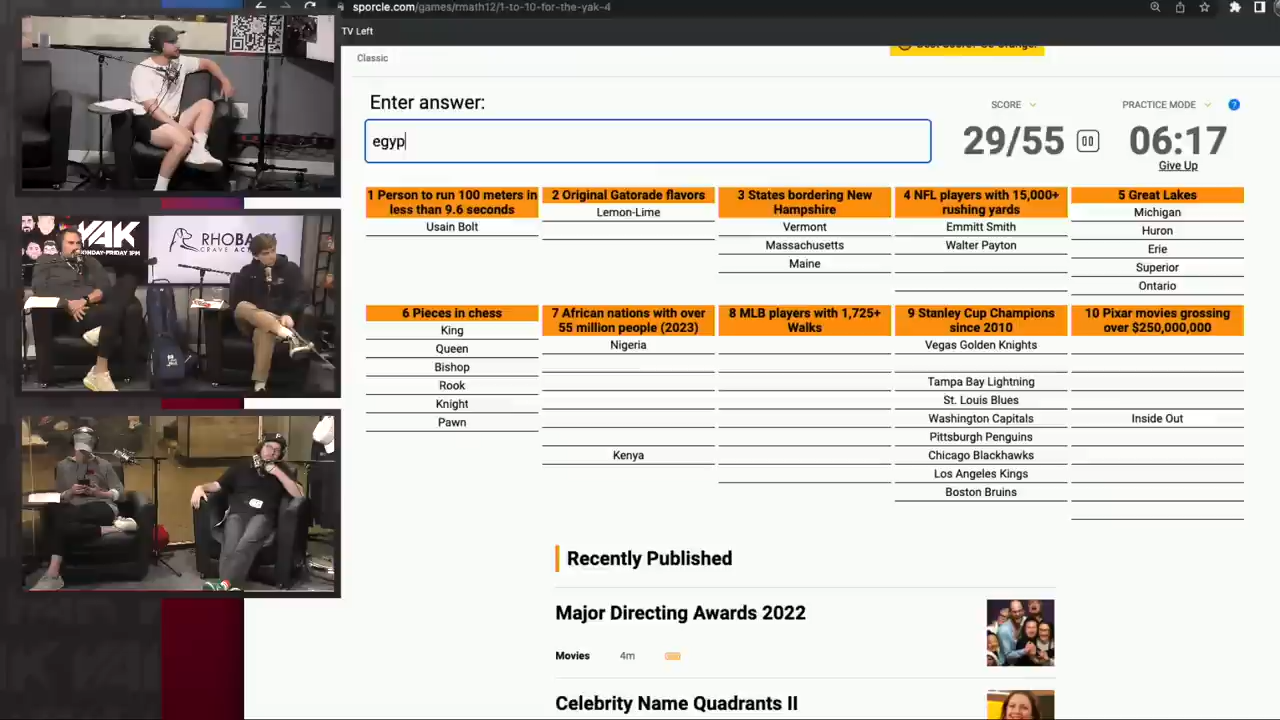 sporcle.com/games/rmath12/1-to-10-for-the-yak-4
TV Left
Classic
Enter answer:
egyp
SCORE
29/55
PRACTICE MODE
?
06:17
Give Up
1 Person to run 100 meters in
less than 9.6 seconds
Usain Bolt
2 Original Gatorade flavors
Lemon-Lime
3 States bordering New
Hampshire
Vermont
Massachusetts
Maine
4 NFL players with 15,000+
rushing yards
Emmitt Smith
Walter Payton
5 Great Lakes
Michigan
Huron
Erie
Superior
Ontario
6 Pieces in chess
King
Queen
Bishop
Rook
Knight
Pawn
7 African nations with over
55 million people (2023)
Nigeria
Kenya
8 MLB players with 1,725+
Walks
9 Stanley Cup Champions
since 2010
Vegas Golden Knights
Tampa Bay Lightning
St. Louis Blues
Washington Capitals
Pittsburgh Penguins
Chicago Blackhawks
Los Angeles Kings
Boston Bruins
10 Pixar movies grossing
over $250,000,000
Inside Out
Recently Published
Major Directing Awards 2022
Movies
4m
Celebrity Name Quadrants II
YAK
MONDAY-FRIDAY 1PM
RHOBACK